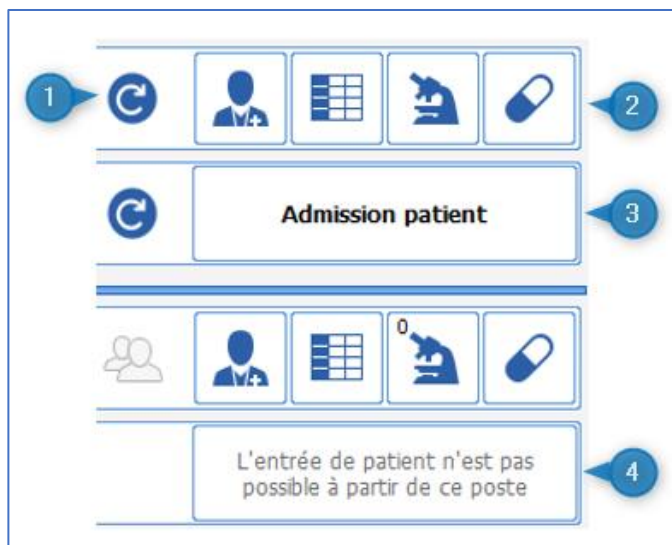 1
2
Admission patient
3
0
L'entrée de patient n'est pas
possible à partir de ce poste
4